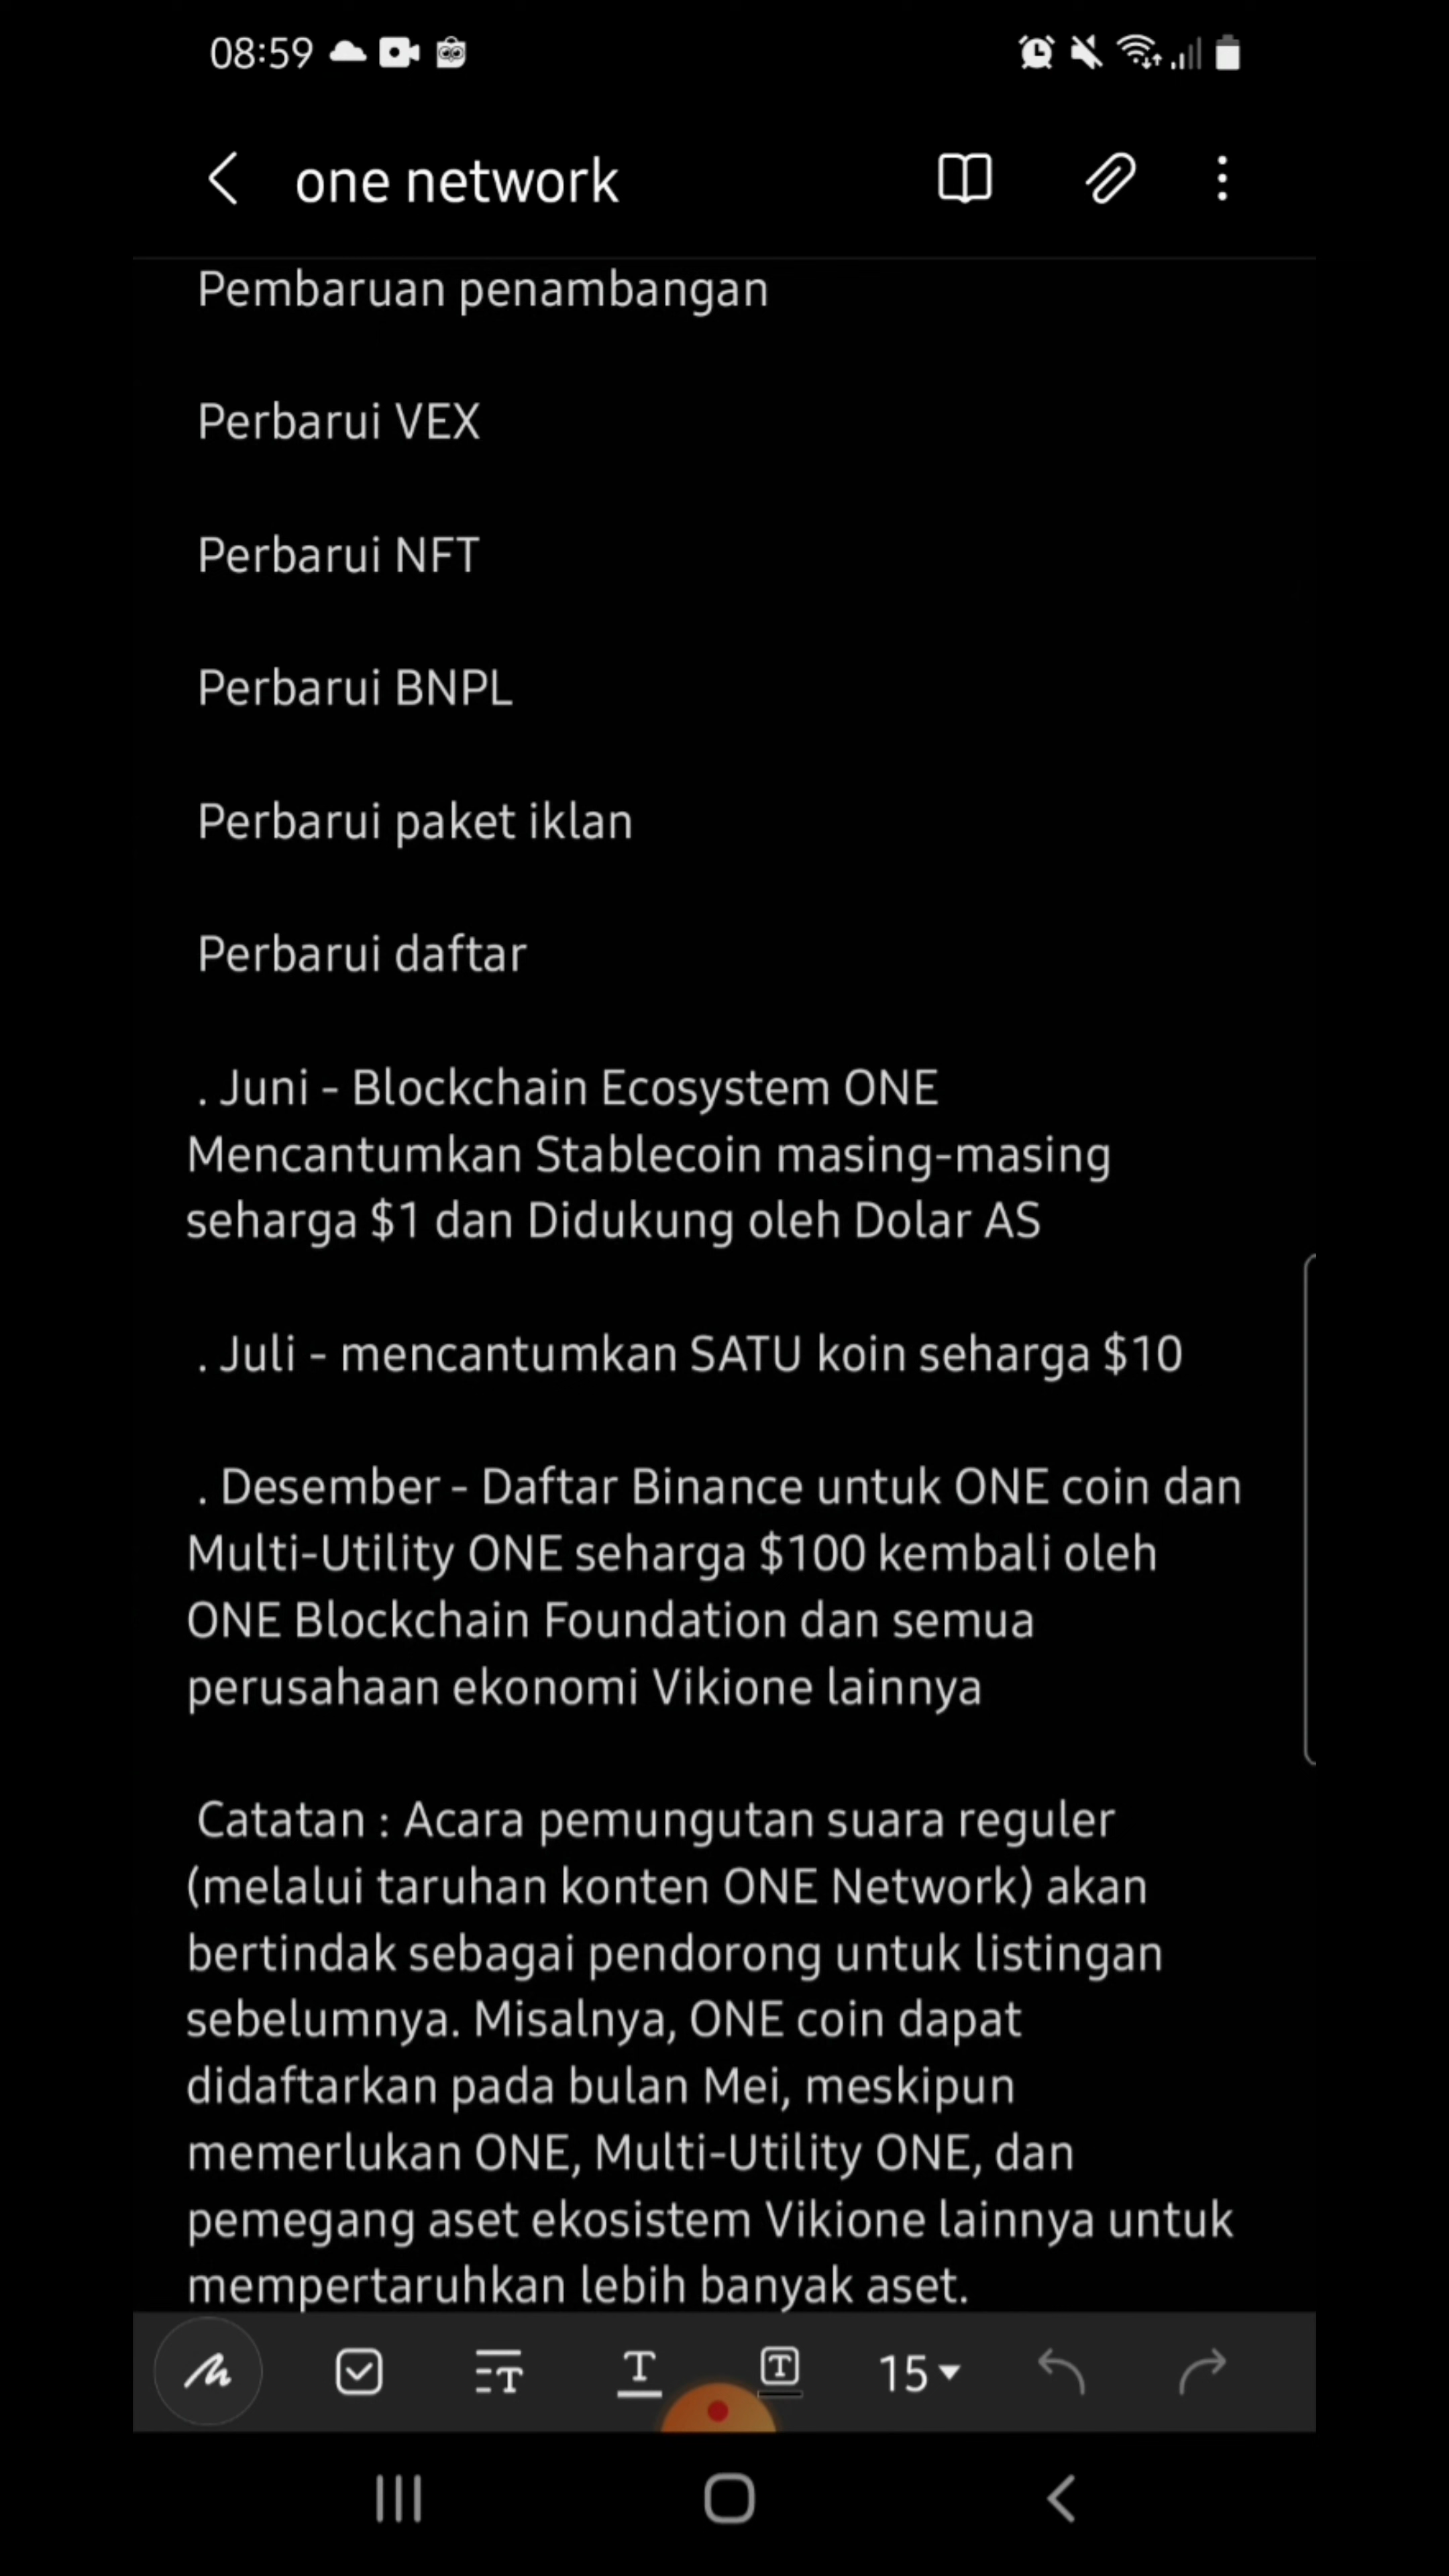 08:59
one network
Pembaruan penambangan
Perbarui VEX
Perbarui NFT
Perbarui BNPL
Perbarui paket iklan
Perbarui daftar
. Juni - Blockchain Ecosystem ONE
Mencantumkan Stablecoin masing-masing
seharga $1 dan Didukung oleh Dolar AS
. Juli - mencantumkan SATU koin seharga $10
. Desember - Daftar Binance untuk ONE coin dan
Multi-Utility ONE seharga $100 kembali oleh
ONE Blockchain Foundation dan semua
perusahaan ekonomi Vikione lainnya
Catatan : Acara pemungutan suara reguler
(melalui taruhan konten ONE Network) akan
bertindak sebagai pendorong untuk listingan
sebelumnya. Misalnya, ONE coin dapat
didaftarkan pada bulan Mei, meskipun
memerlukan ONE, Multi-Utility ONE, dan
pemegang aset ekosistem Vikione lainnya untuk
mempertaruhkan lebih banyak aset.
T T T 15